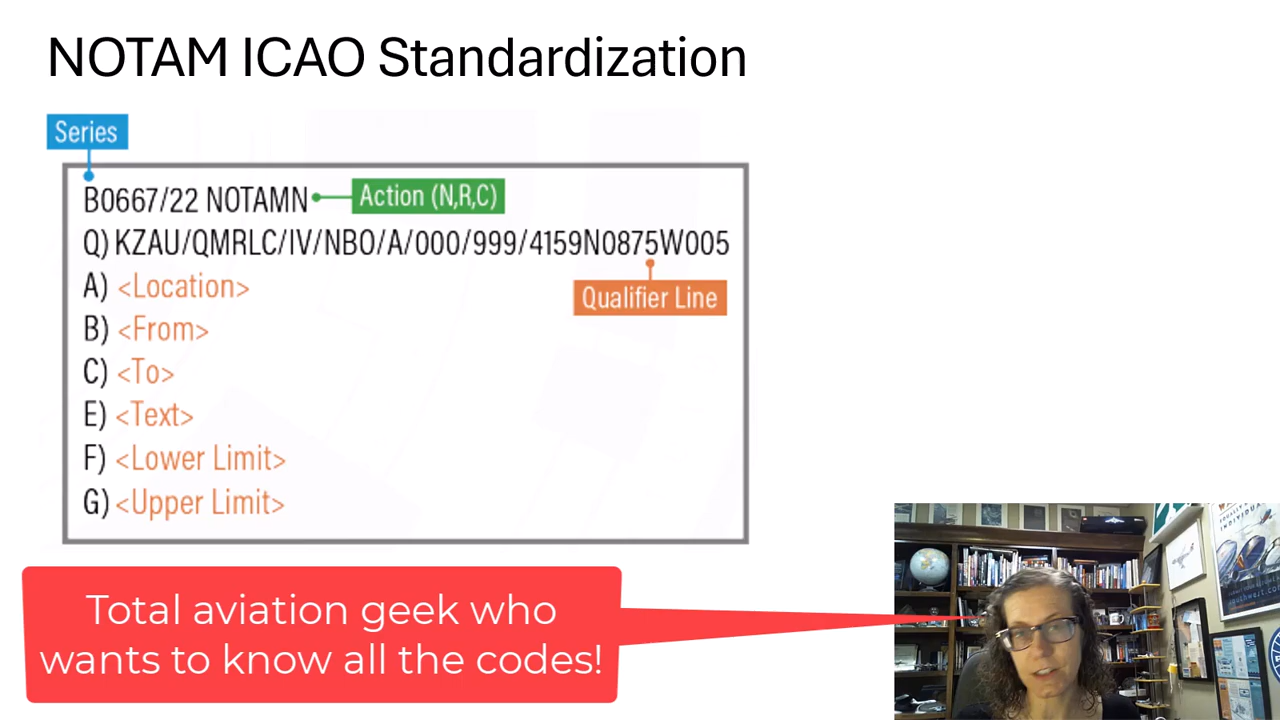 NOTAM ICAO Standardization
Series
B0667/22 NOTAMN
Action (N,R,C)
Q) KZAU/QMRLC/IV/NBO/A/000/999/4159N0875W005
A) <Location>
Qualifier Line
B) <From>
C) <To>
E) <Text>
F) <Lower Limit>
G) <Upper Limit>
Total aviation geek who
wants to know all the codes!